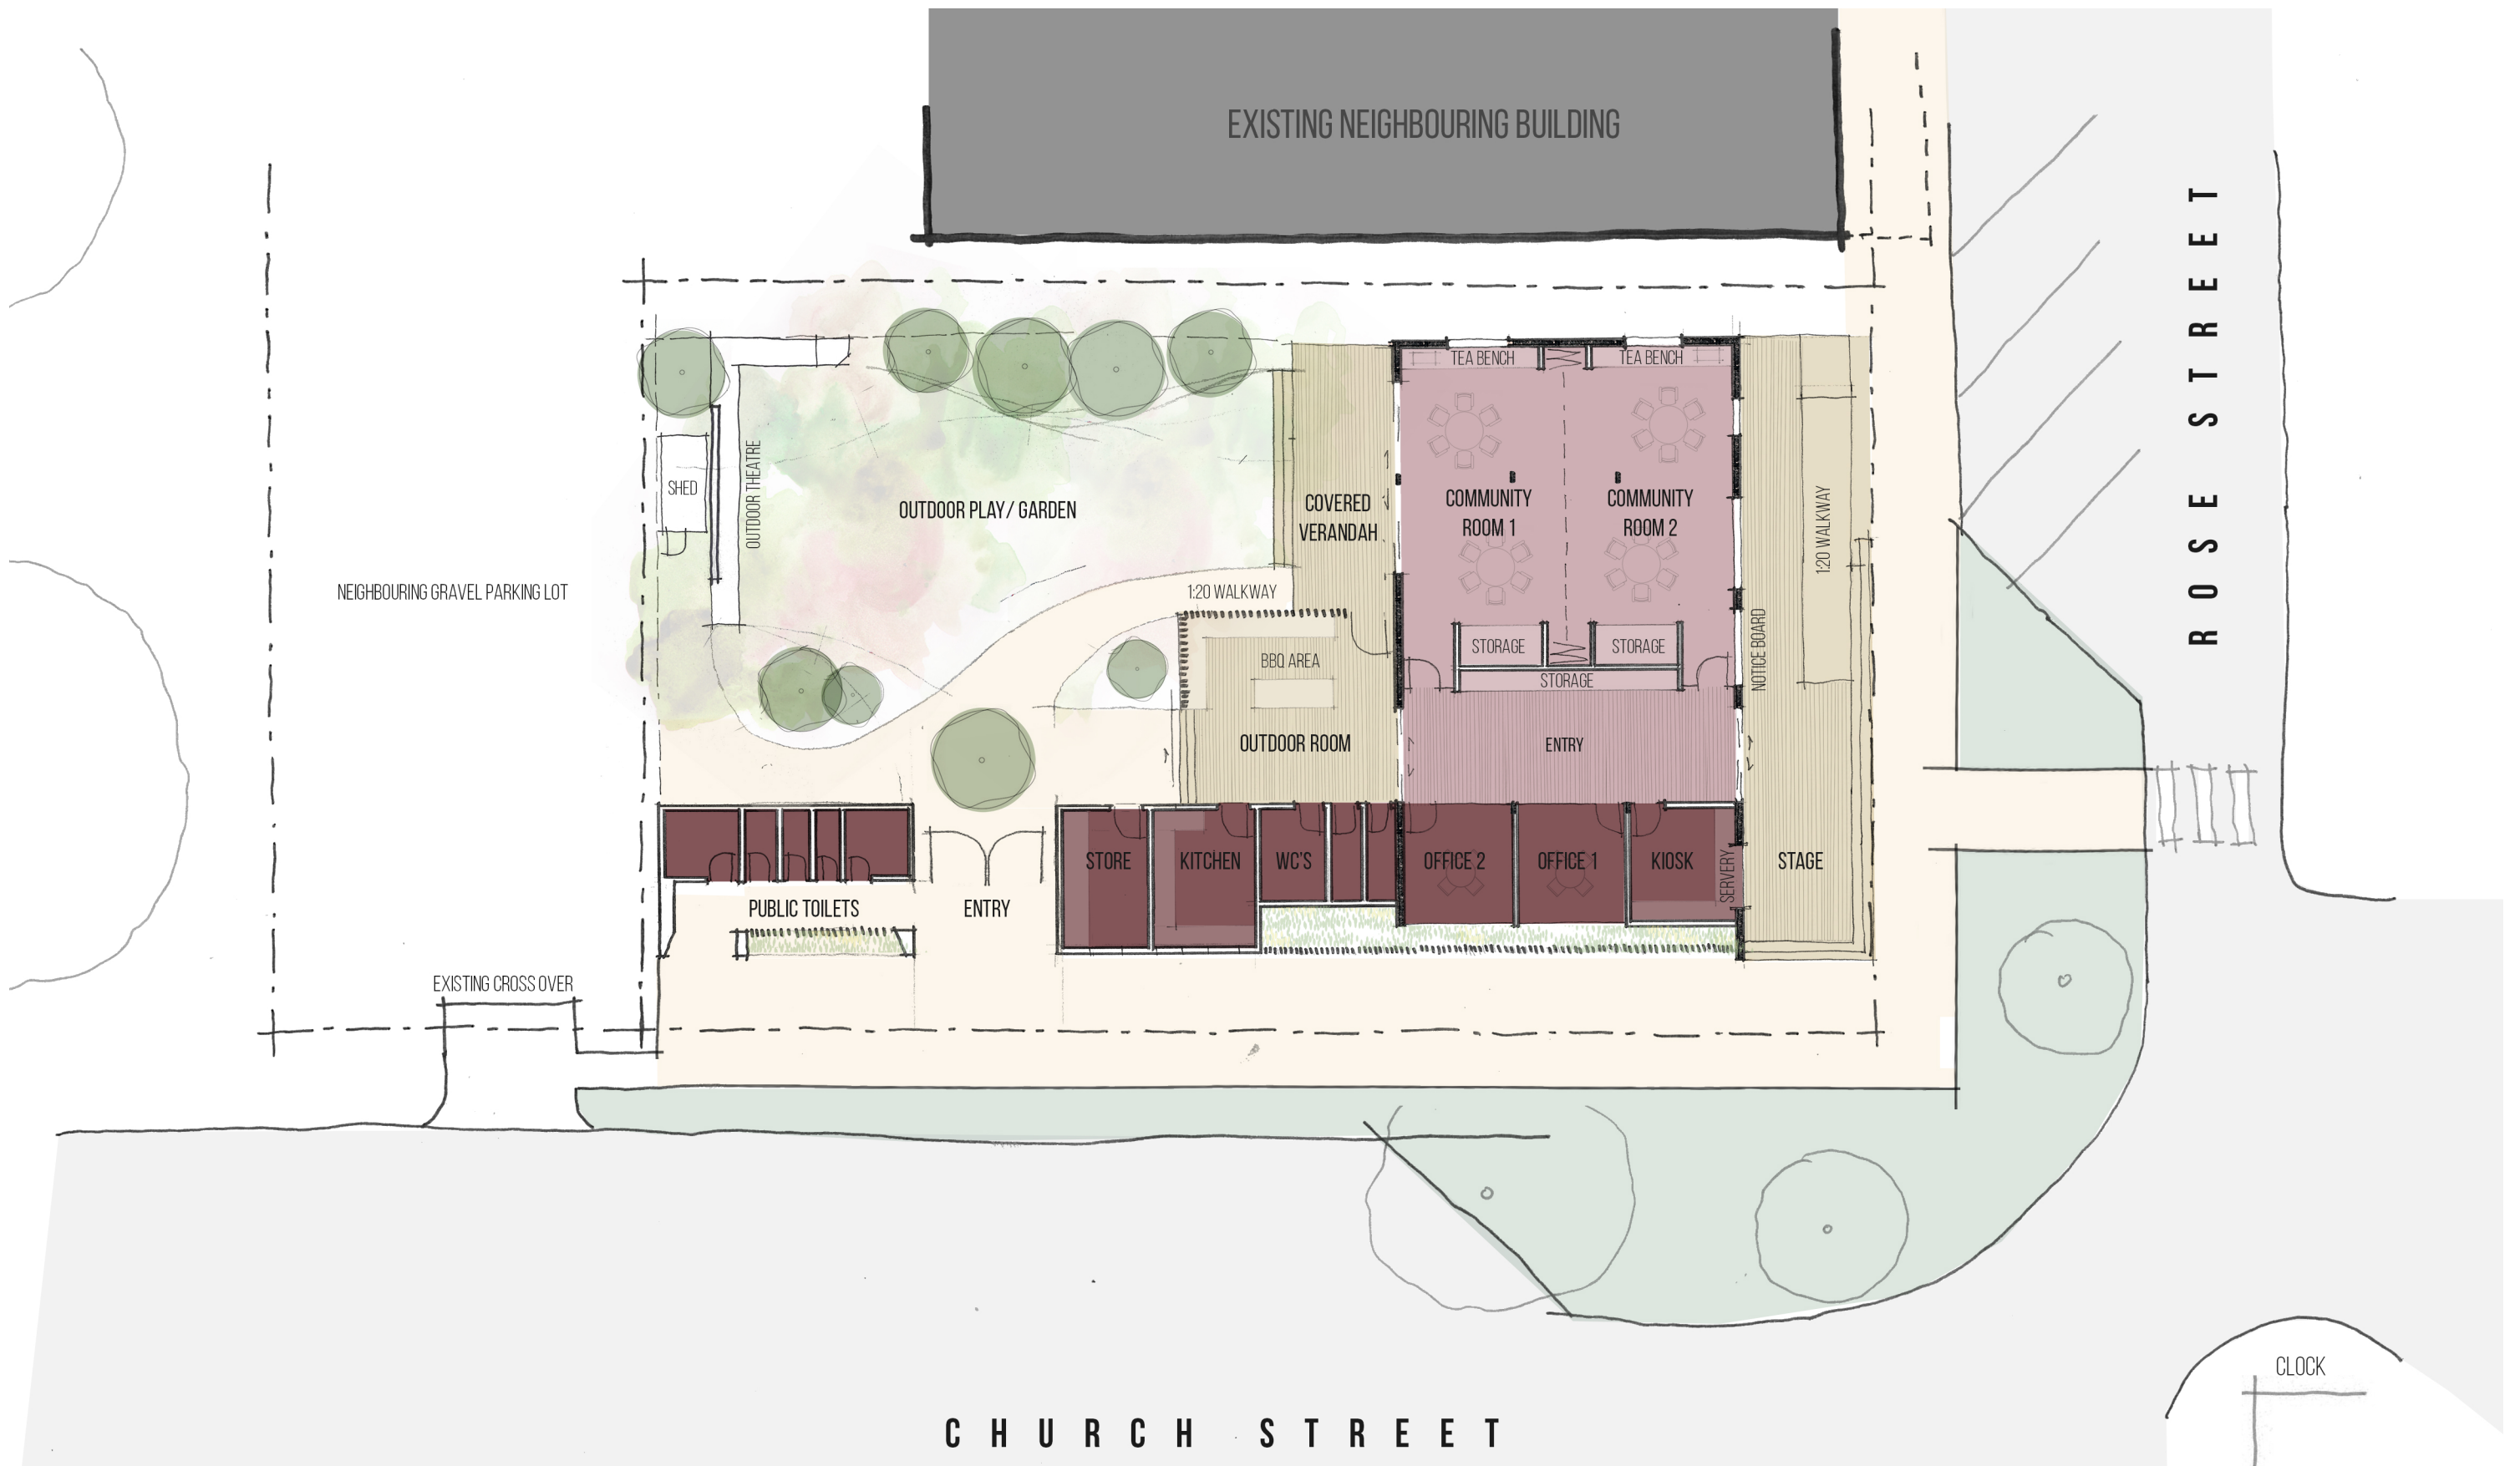 EXISTING NEIGHBOURING BUILDING
ROSE STREET
TEA BENCH
TEA BENCH
SHED
OUTDOOR THEATRE
OUTDOOR PLAY/ GARDEN
COVERED
VERANDAH
COMMUNITY
ROOM 1
COMMUNITY
ROOM 2
1:20 WALKWAY
NEIGHBOURING GRAVEL PARKING LOT
1:20 WALKWAY
NOTICE BOARD
STORAGE
STORAGE
BBQ AREA
STORAGE
OUTDOOR ROOM
ENTRY
STORE
KITCHEN
WC'S
OFFICE 2
OFFICE 1
KIOSK
SERVERY
STAGE
PUBLIC TOILETS
ENTRY
EXISTING CROSS OVER
CLOCK
CHURCH STREET